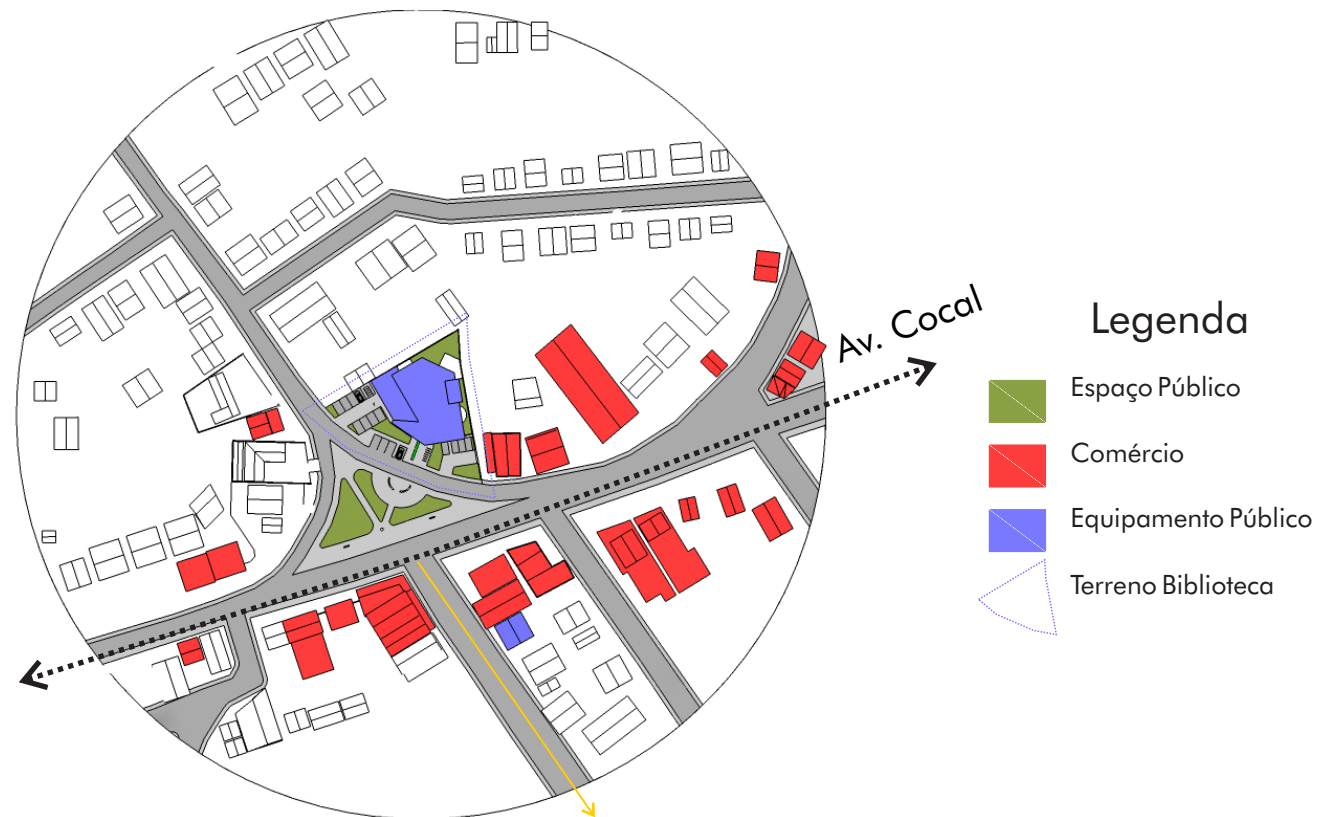 Av. Cocal
Legenda
Espaço Público
Comércio
Equipamento Público
Terreno Biblioteca